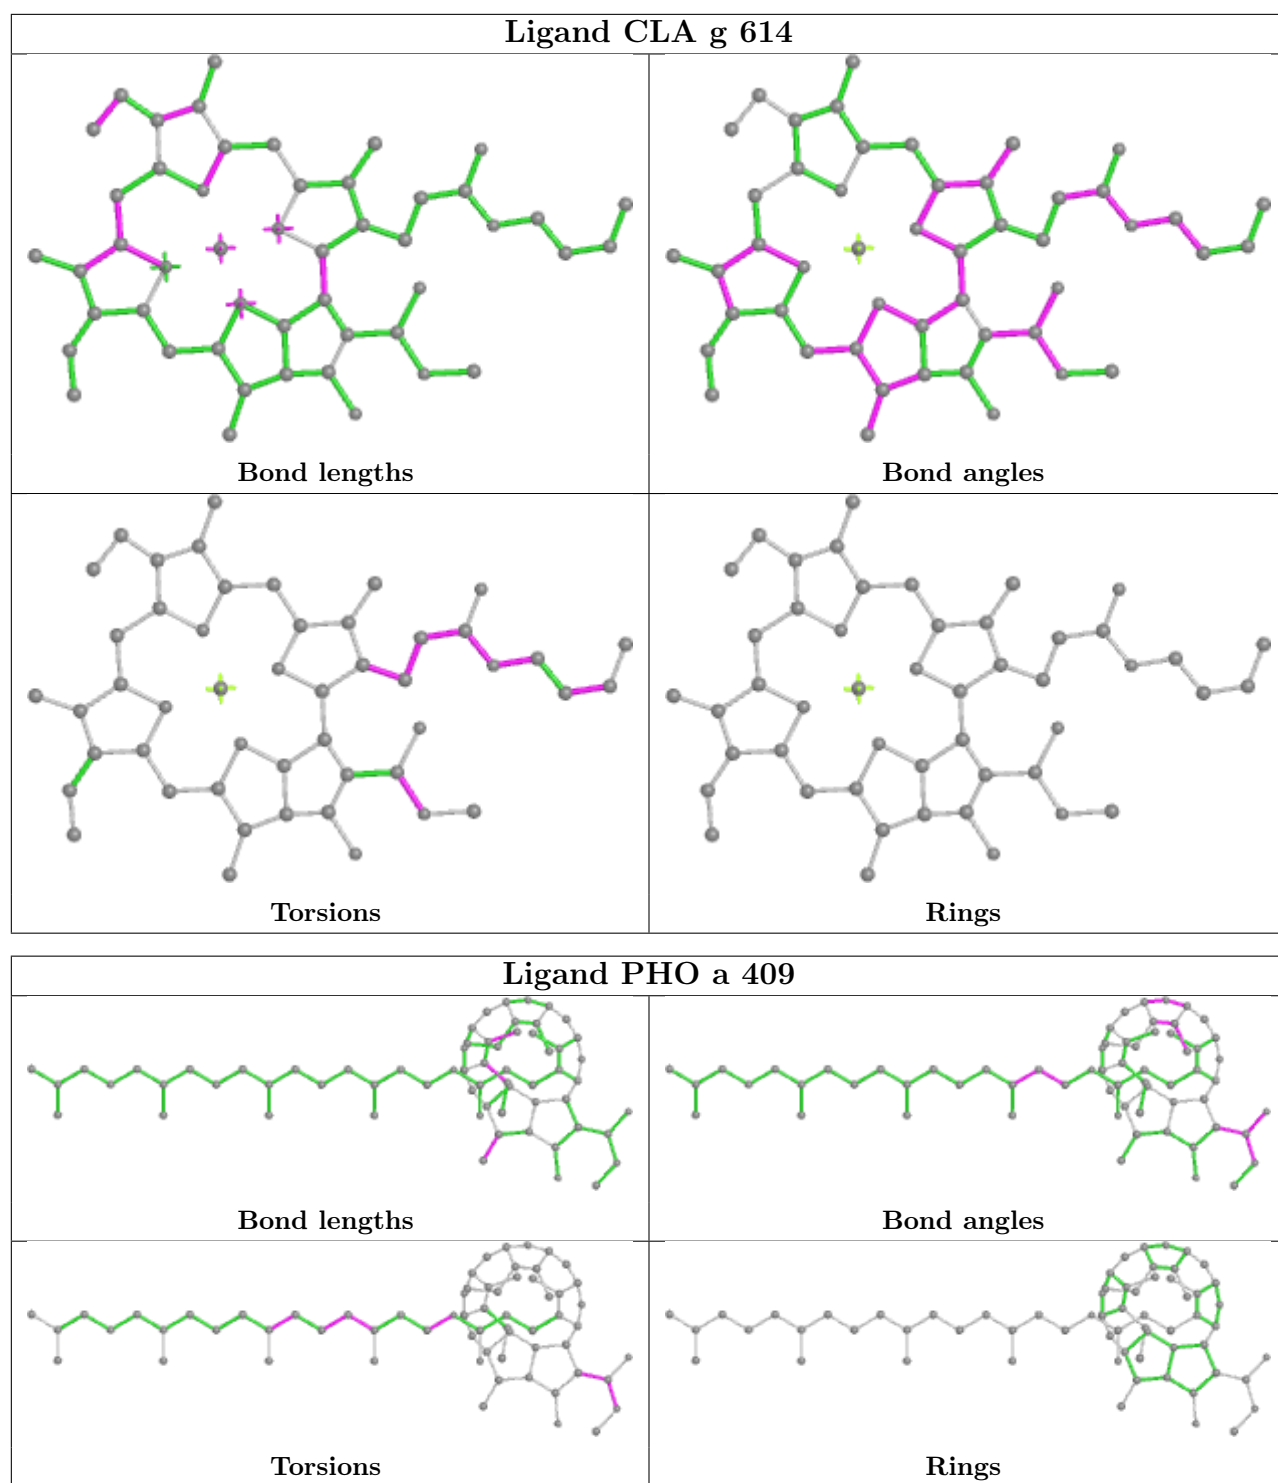 Ligand CLA g 614
Bond lengths
Bond angles
Torsions
Rings
Ligand PHO a 409
Bond lengths
Bond angles
Torsions
Rings